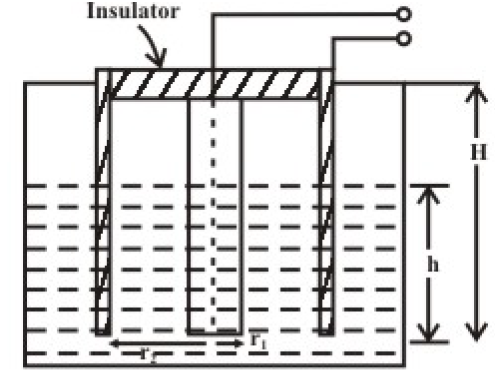 Insulator
H
h
r₁
r₂